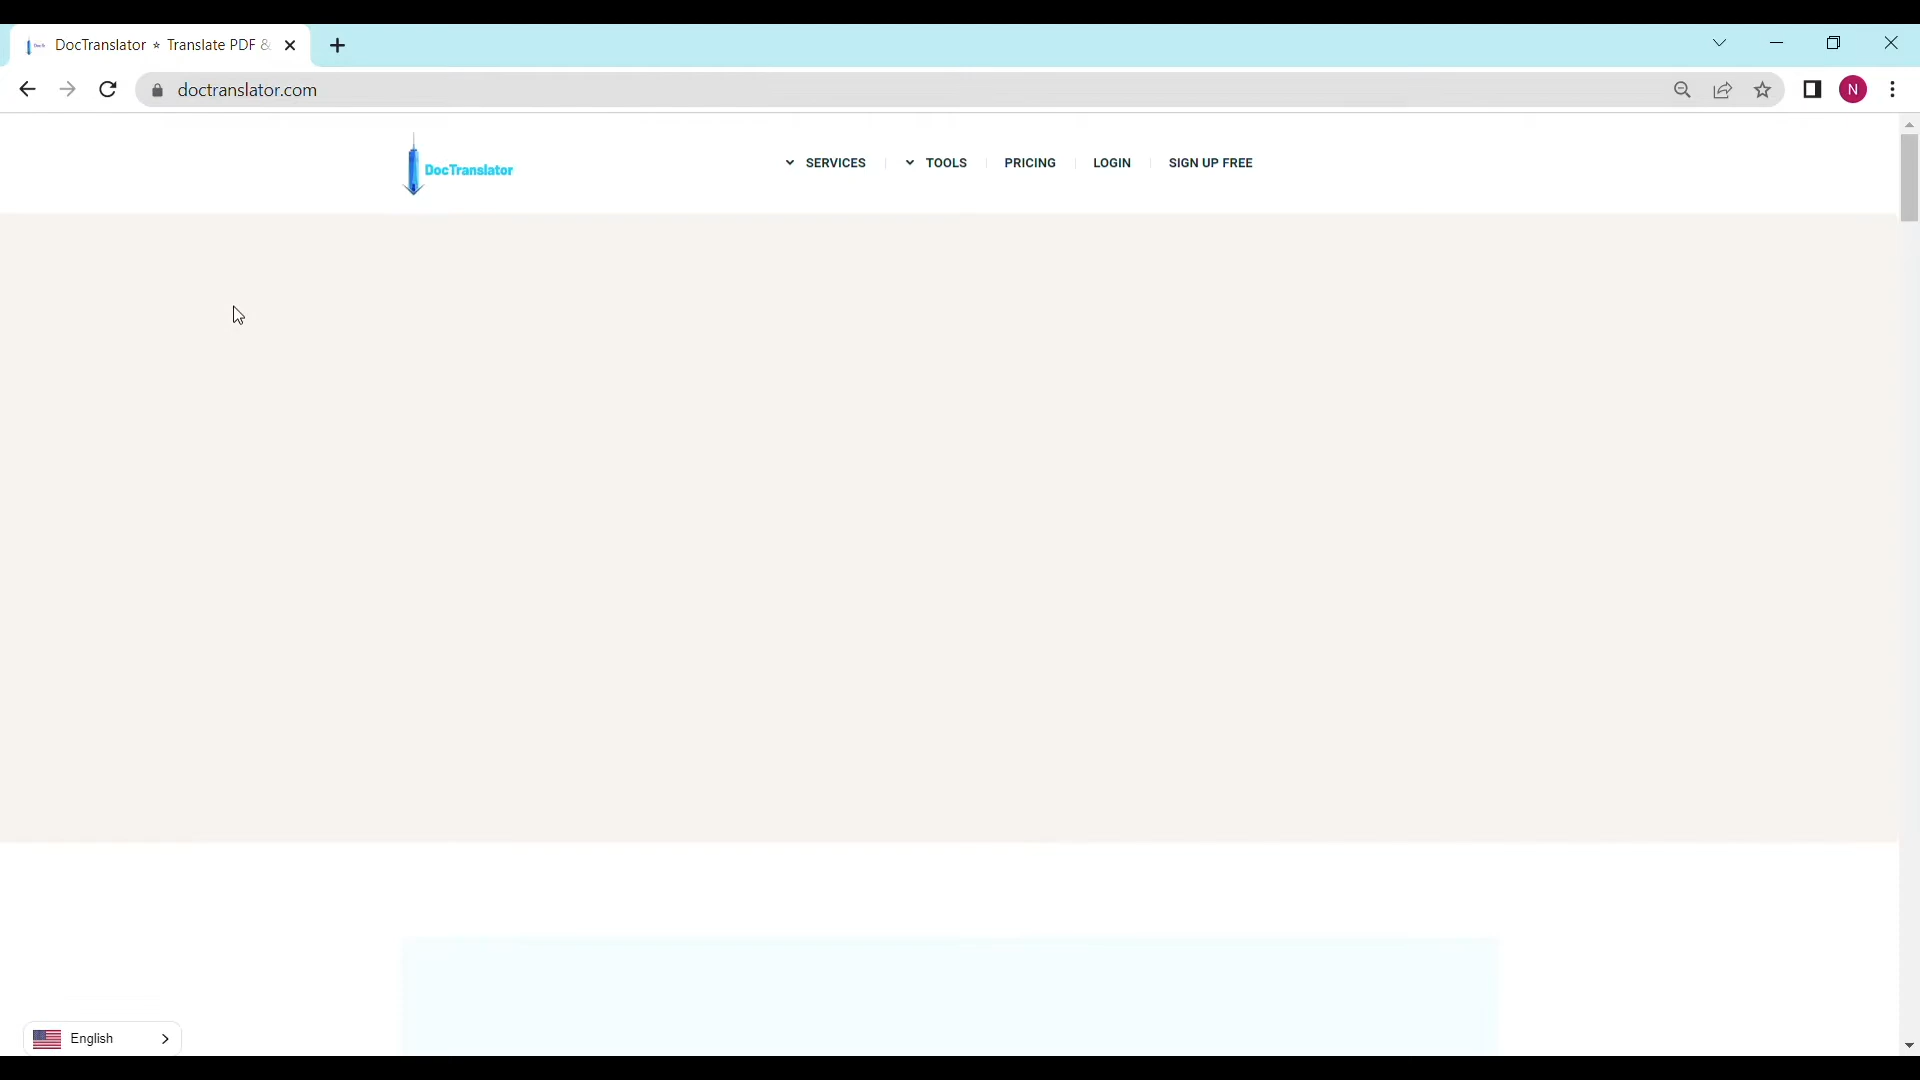 DocTranslator ⭑ Translate PDF &
doctranslator.com
N
DocTranslator
SERVICES
TOOLS
PRICING
LOGIN
SIGN UP FREE
English